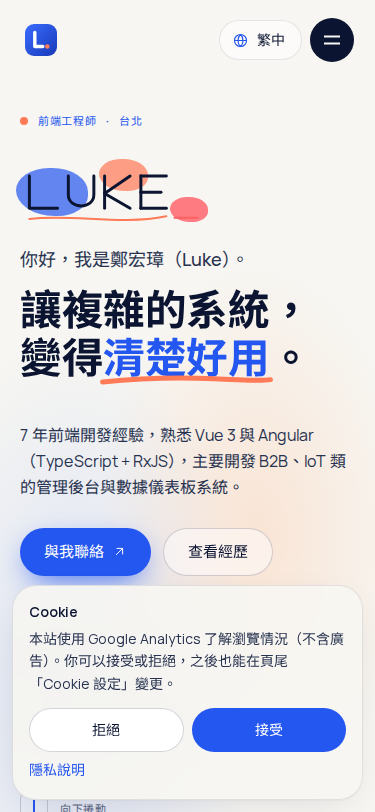 L.
繁中
前端工程師 · 台北
LUKE_
你好，我是鄭宏璋（Luke）。
讓複雜的系統，
變得清楚好用。
7 年前端開發經驗，熟悉 Vue 3 與 Angular
（TypeScript + RxJS），主要開發 B2B、IoT 類
的管理後台與數據儀表板系統。
與我聯絡
查看經歷
Cookie
本站使用 Google Analytics 了解瀏覽情況（不含廣
告）。你可以接受或拒絕，之後也能在頁尾
「Cookie 設定」變更。
拒絕
接受
隱私說明
向下捲動